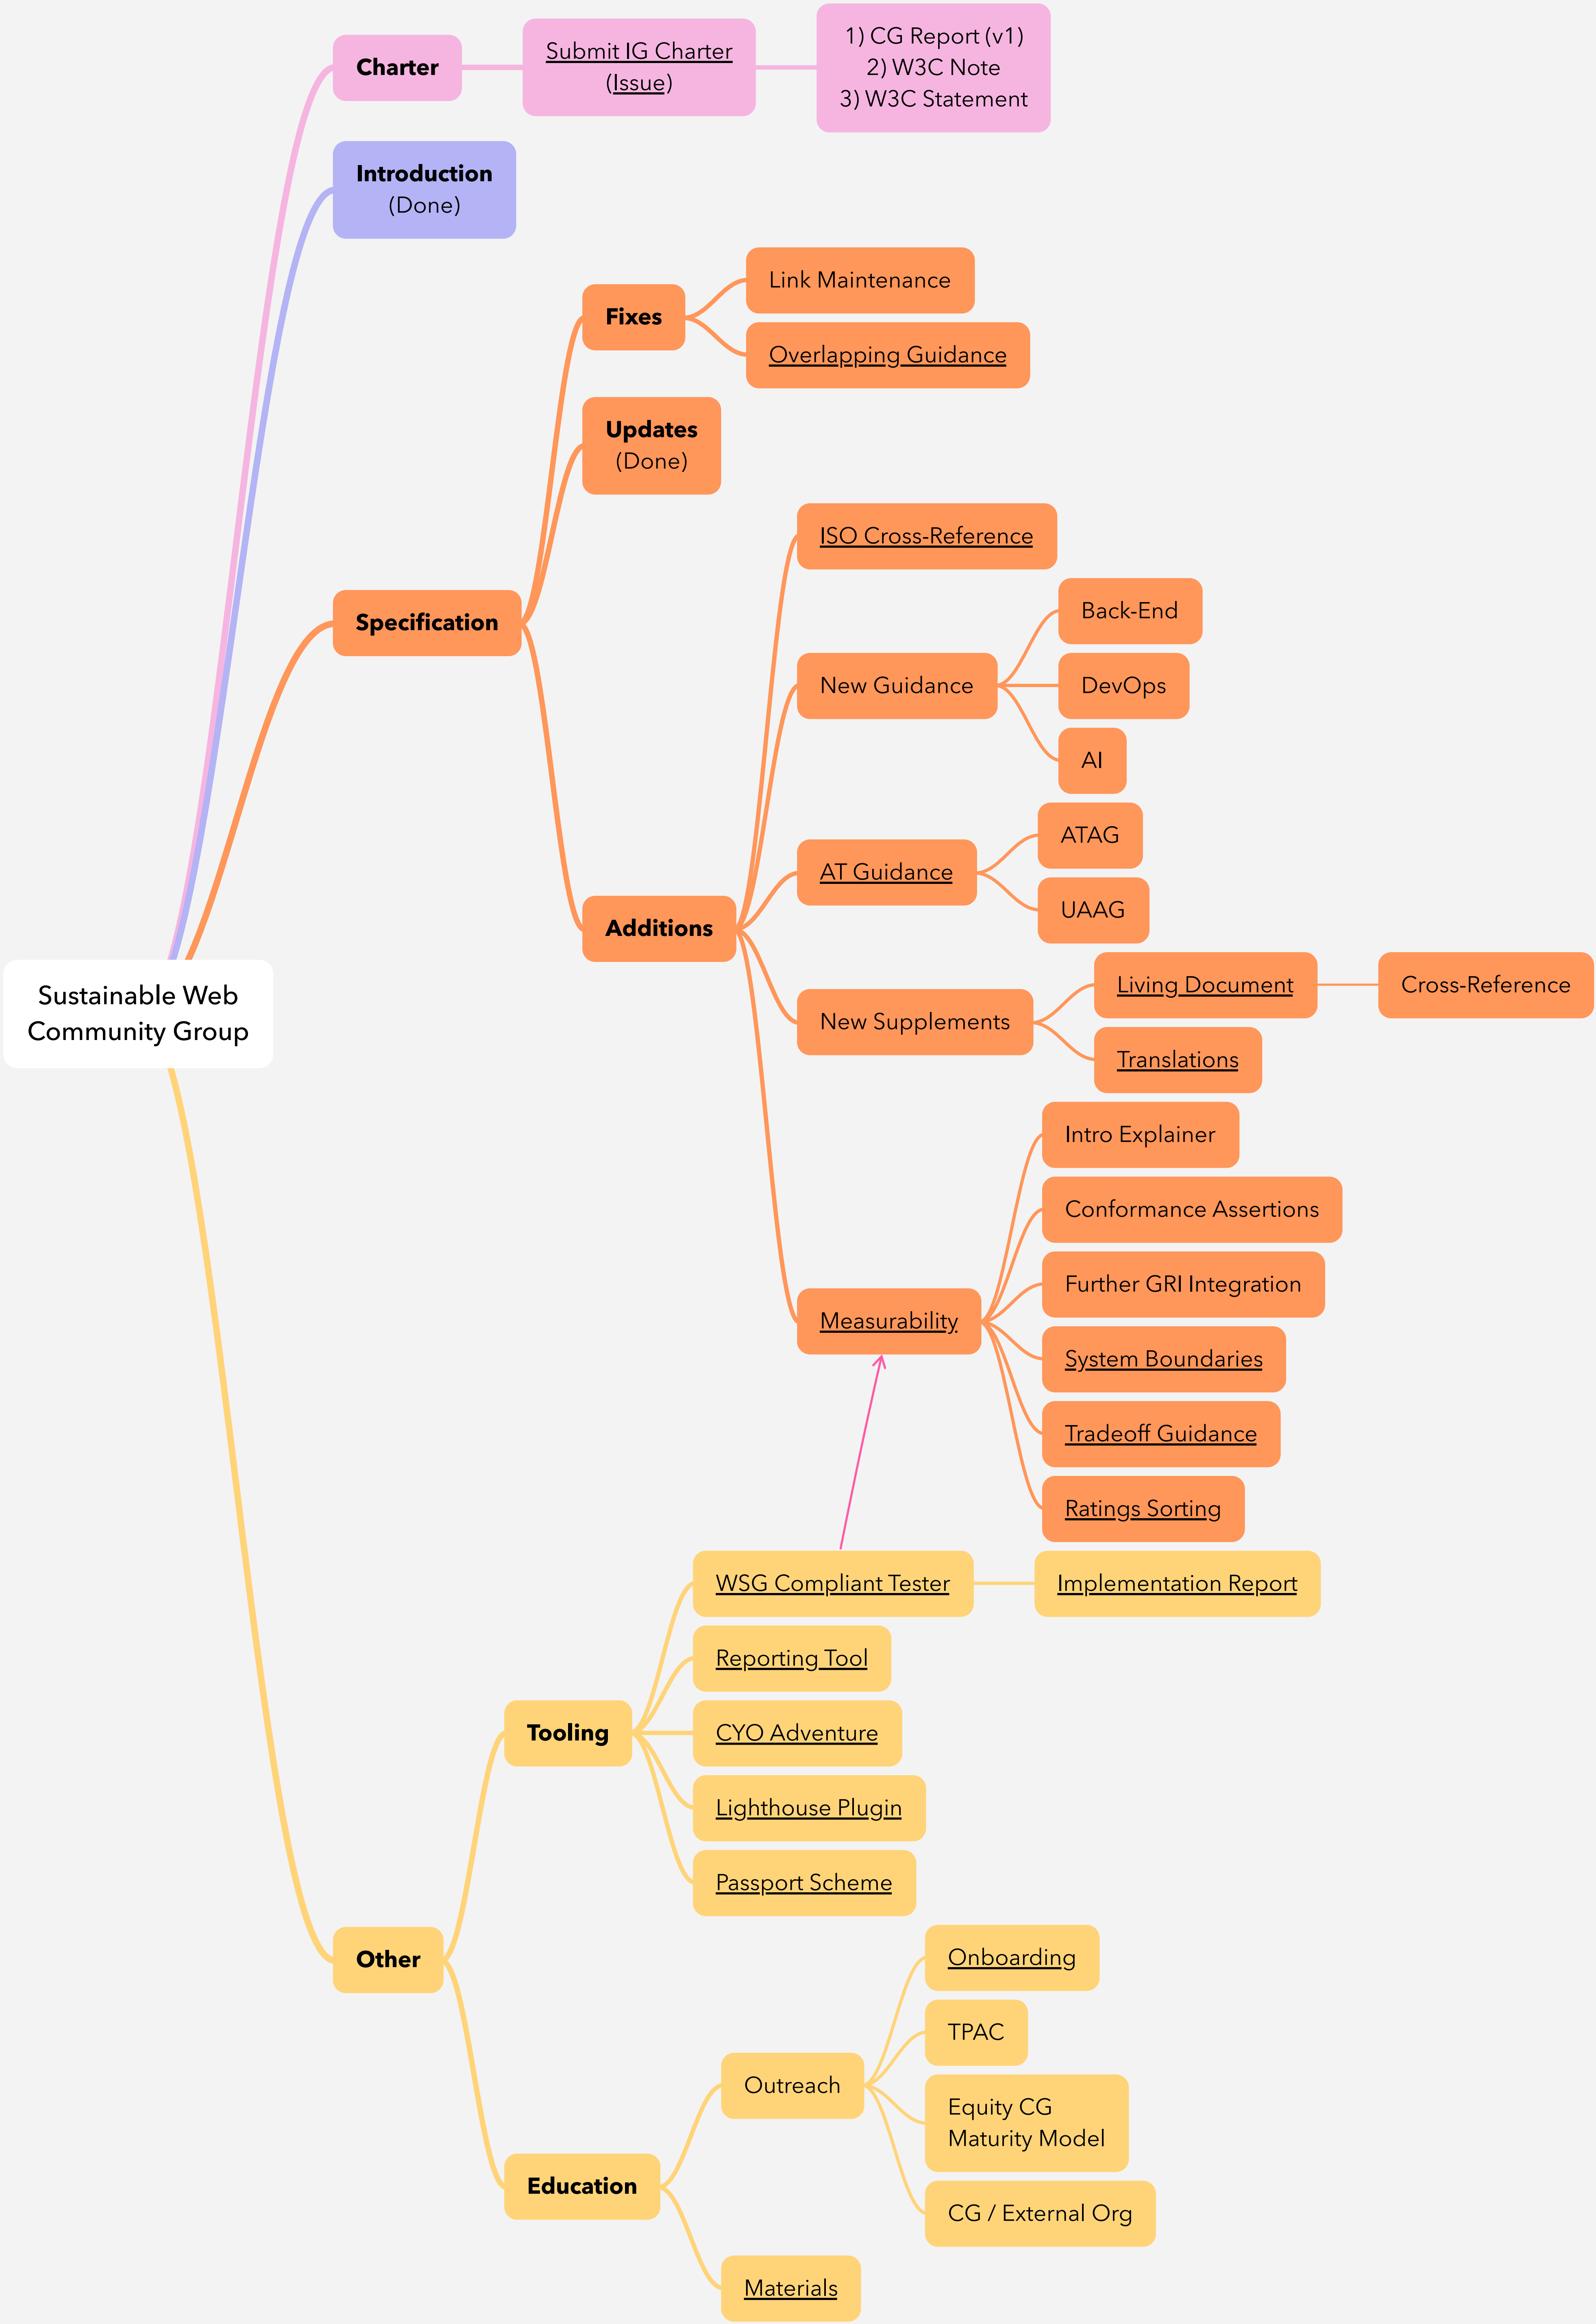 Charter
Submit IG Charter
(Issue)
1) CG Report (v1)
2) W3C Note
3) W3C Statement
Introduction
(Done)
Fixes
Link Maintenance
Overlapping Guidance
Updates
(Done)
Specification
ISO Cross-Reference
New Guidance
Back-End
DevOps
AI
AT Guidance
ATAG
UAAG
Additions
Sustainable Web
Community Group
New Supplements
Living Document
Cross-Reference
Translations
Measurability
Intro Explainer
Conformance Assertions
Further GRI Integration
System Boundaries
Tradeoff Guidance
Ratings Sorting
WSG Compliant Tester
Implementation Report
Reporting Tool
Tooling
CYO Adventure
Lighthouse Plugin
Passport Scheme
Other
Outreach
Onboarding
TPAC
Equity CG
Maturity Model
CG / External Org
Education
Materials